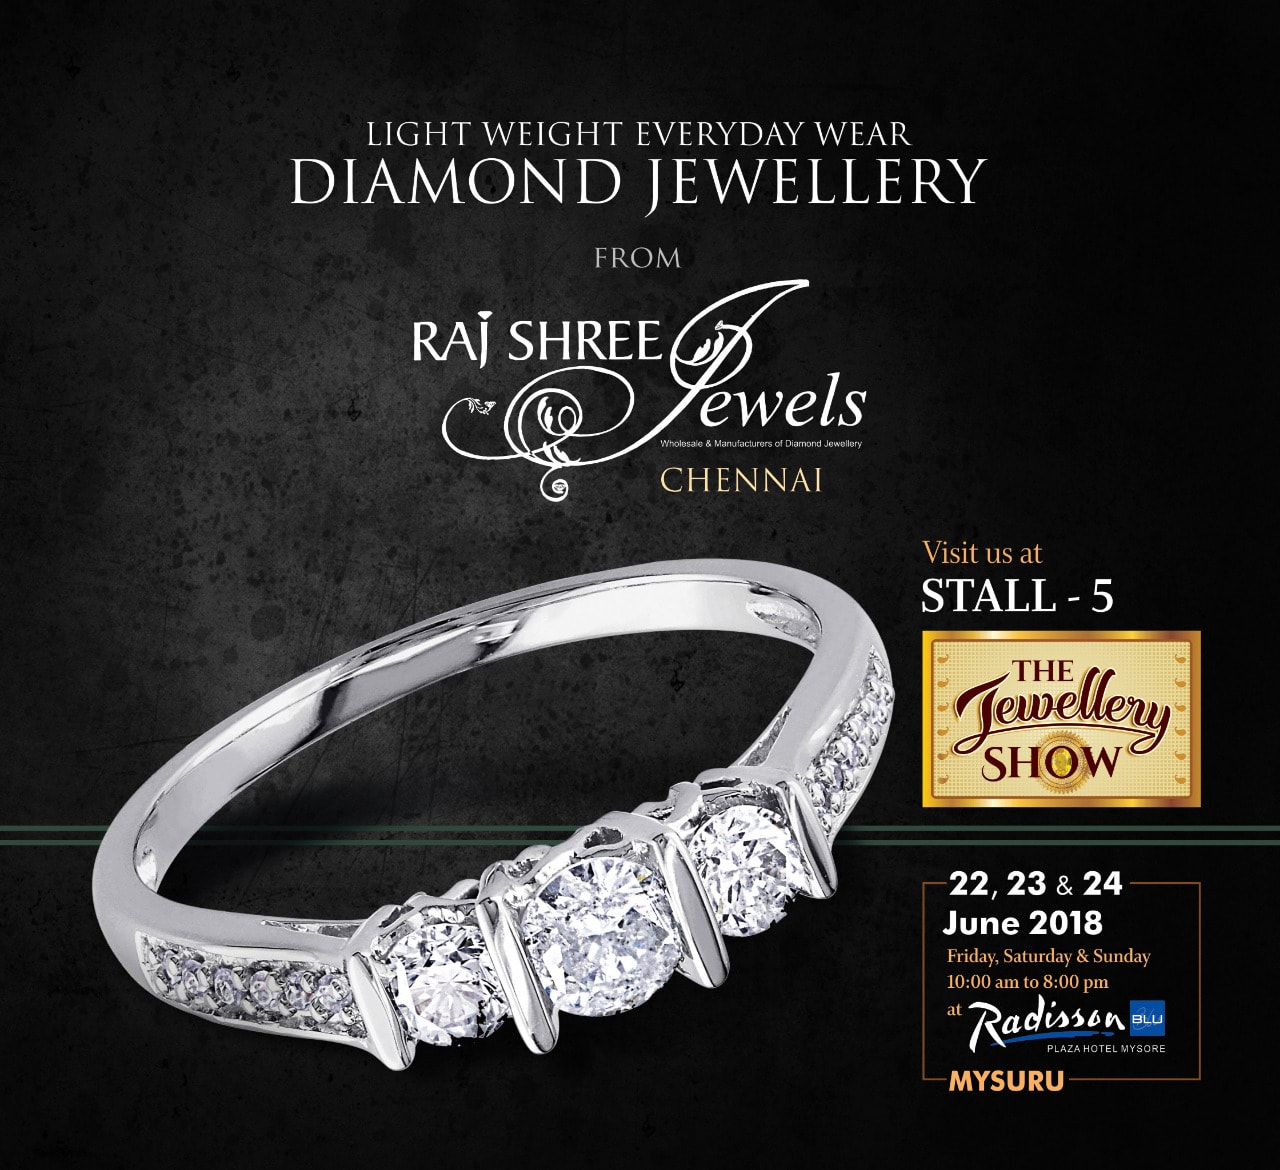 LIGHT WEIGHT EVERYDAY WEAR
DIAMOND JEWELLERY
FROM
RAJ SHREE
Jewels
Wholesale & Manufacturers of Diamond Jewellery
CHENNAI
Visit us at
STALL - 5
THE
Jewellery
SHOW
22, 23 & 24
June 2018
Friday, Saturday & Sunday
10:00 am to 8:00 pm
at Radisson BLU
PLAZA HOTEL MYSORE
MYSURU